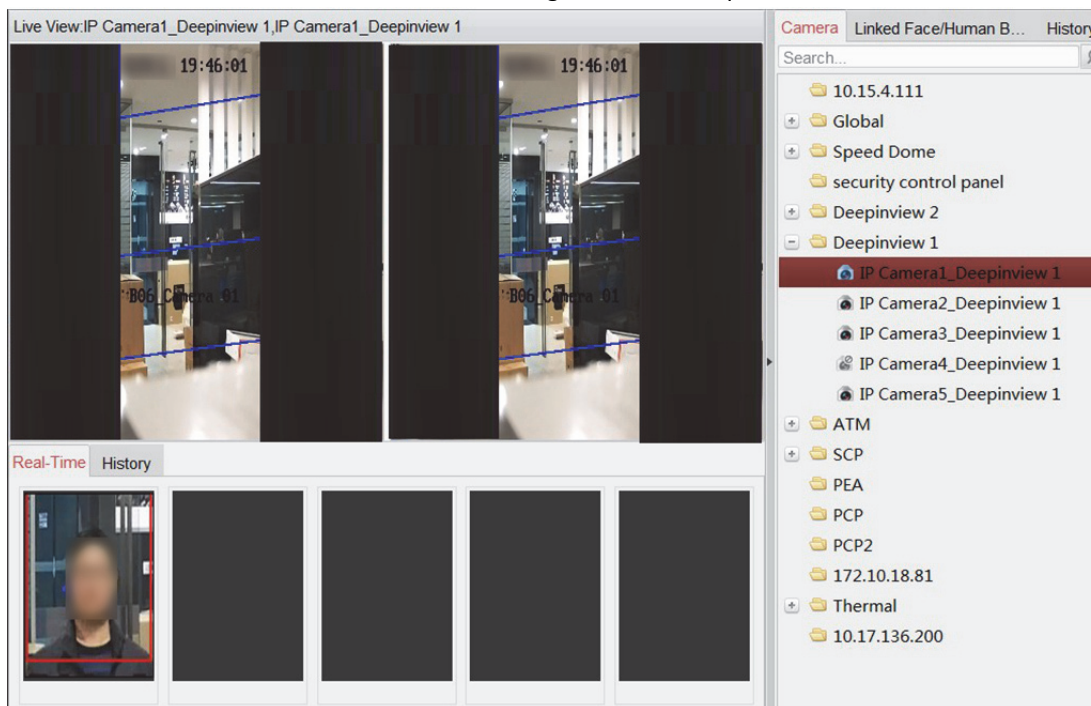 Live View:IP Camera1_Deepinview 1,IP Camera1_Deepinview 1
19:46:01
B06_Camera 01
19:46:01
B06_Camera 01
Real-Time History
Camera Linked Face/Human B... History
Search...
10.15.4.111
Global
Speed Dome
security control panel
Deepinview 2
Deepinview 1
IP Camera1_Deepinview 1
IP Camera2_Deepinview 1
IP Camera3_Deepinview 1
IP Camera4_Deepinview 1
IP Camera5_Deepinview 1
ATM
SCP
PEA
PCP
PCP2
172.10.18.81
Thermal
10.17.136.200